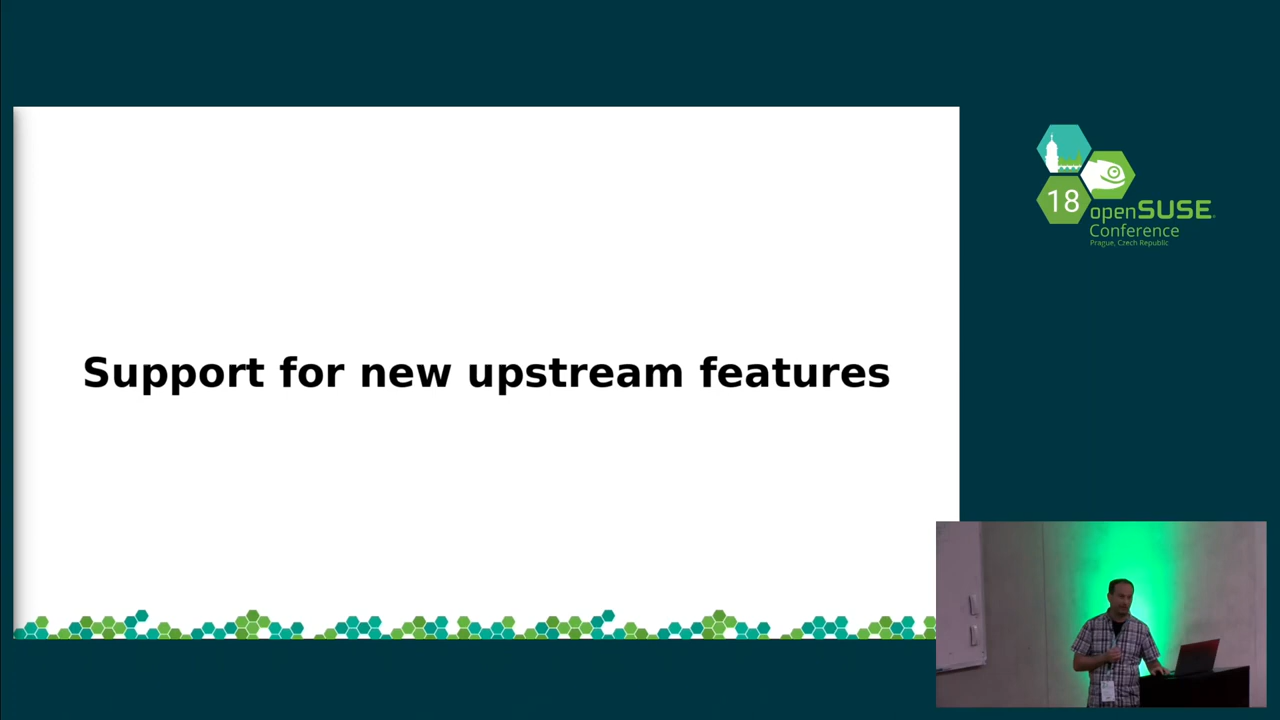 Support for new upstream features
18
openSUSE
Conference
Prague, Czech Republic